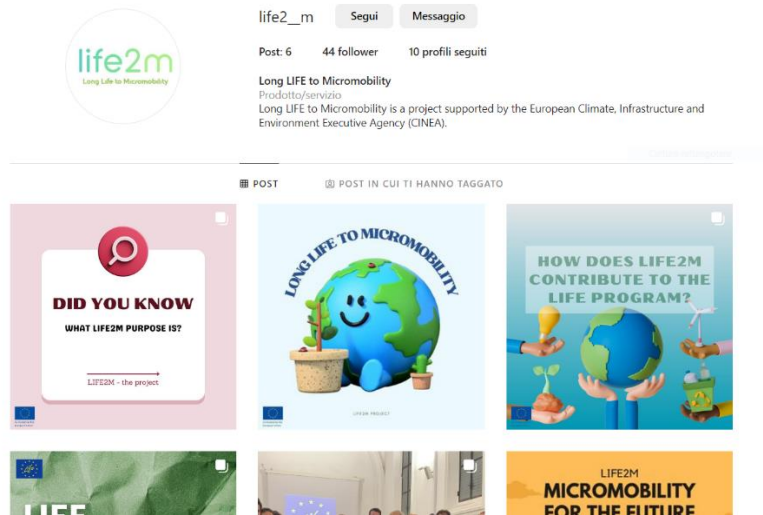 life2__m
Segui
Messaggio
Post: 6
44 follower
10 profili seguiti
life2m
Long Life to Micromobility
Long LIFE to Micromobility
Prodotto/servizio
Long LIFE to Micromobility is a project supported by the European Climate, Infrastructure and
Environment Executive Agency (CINEA).
POST
POST IN CUI TI HANNO TAGGATO
DID YOU KNOW
WHAT LIFE2M PURPOSE IS?
LIFE2M - the project
LONG LIFE TO MICROMOBILITY
LIFE2M PROJECT
HOW DOES LIFE2M
CONTRIBUTE TO THE
LIFE PROGRAM?
LIFE
LIFE2M
MICROMOBILITY
FOR THE FUTURE